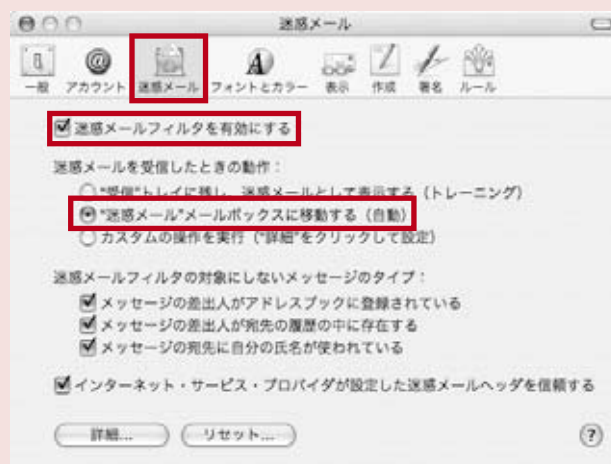 迷惑メール
一般 アカウント 迷惑メール フォントとカラー 表示 作成 署名 ルール
迷惑メールフィルタを有効にする
迷惑メールを受信したときの動作：
"受信"トレイに残し、迷惑メールとして表示する（トレーニング）
"迷惑メール"メールボックスに移動する（自動）
カスタムの操作を実行（"詳細"をクリックして設定）
迷惑メールフィルタの対象にしないメッセージのタイプ：
メッセージの差出人がアドレスブックに登録されている
メッセージの差出人が宛先の履歴の中に存在する
メッセージの宛先に自分の氏名が使われている
インターネット・サービス・プロバイダが設定した迷惑メールヘッダを信頼する
詳細... リセット... ?